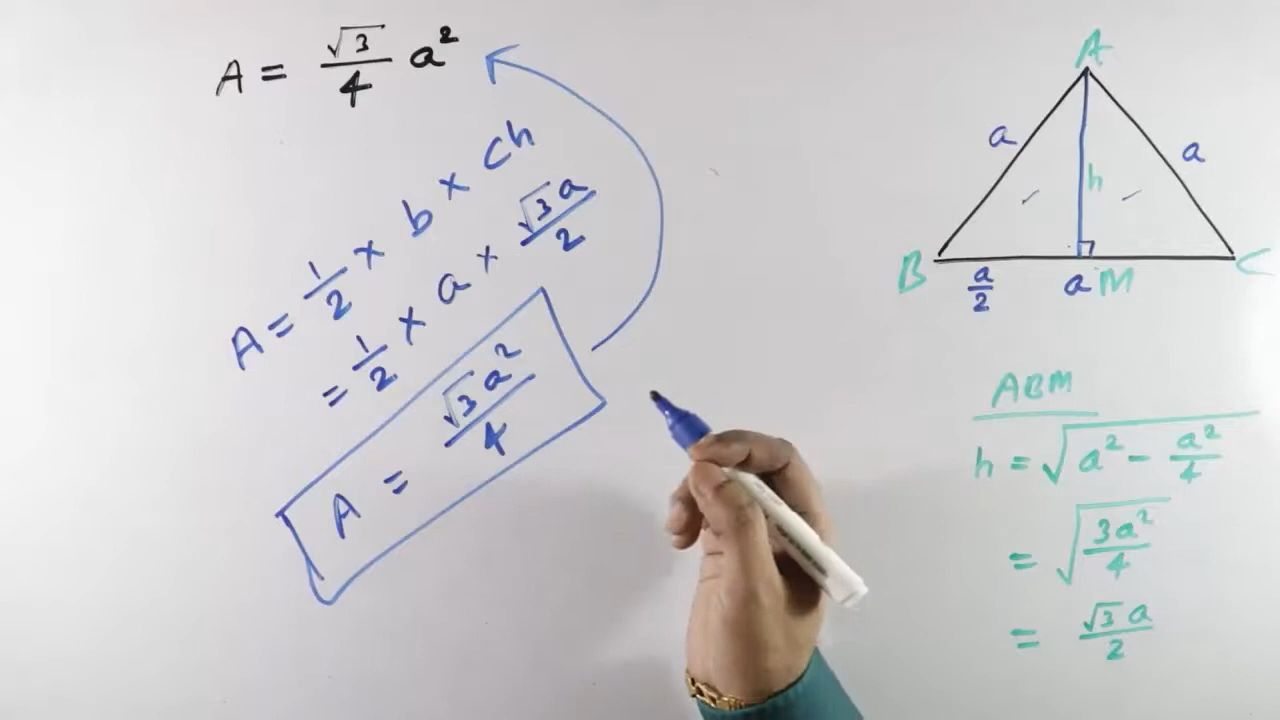 A = √3/4 a²
A = 1/2 × b × ch
= 1/2 × a × √3a/2
A = √3a²/4
A
a a
h
B C
a/2 a M
ABM
h = √(a² - a²/4)
= √(3a²/4)
= √3a/2